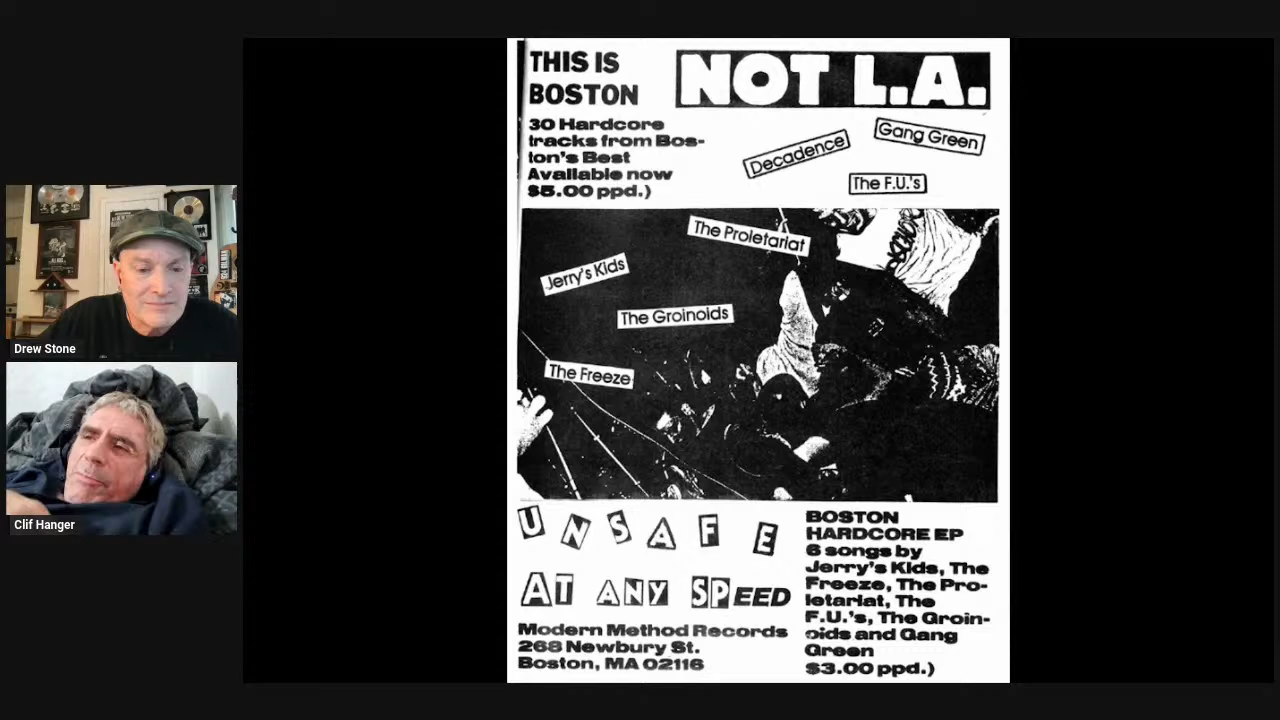 THIS IS
BOSTON
NOT L.A.
30 Hardcore
tracks from Bos-
ton's Best
Available now
$5.00 ppd.)
Decadence
Gang Green
The F.U.'s
The Proletariat
Jerry's Kids
The Groinoids
The Freeze
UNSAFE
AT ANY SPEED
Modern Method Records
268 Newbury St.
Boston, MA 02116
BOSTON
HARDCORE EP
6 songs by
Jerry's Kids, The
Freeze, The Pro-
letariat, The
F.U.'s, The Groin-
oids and Gang
Green
$3.00 ppd.)
Drew Stone
Clif Hanger